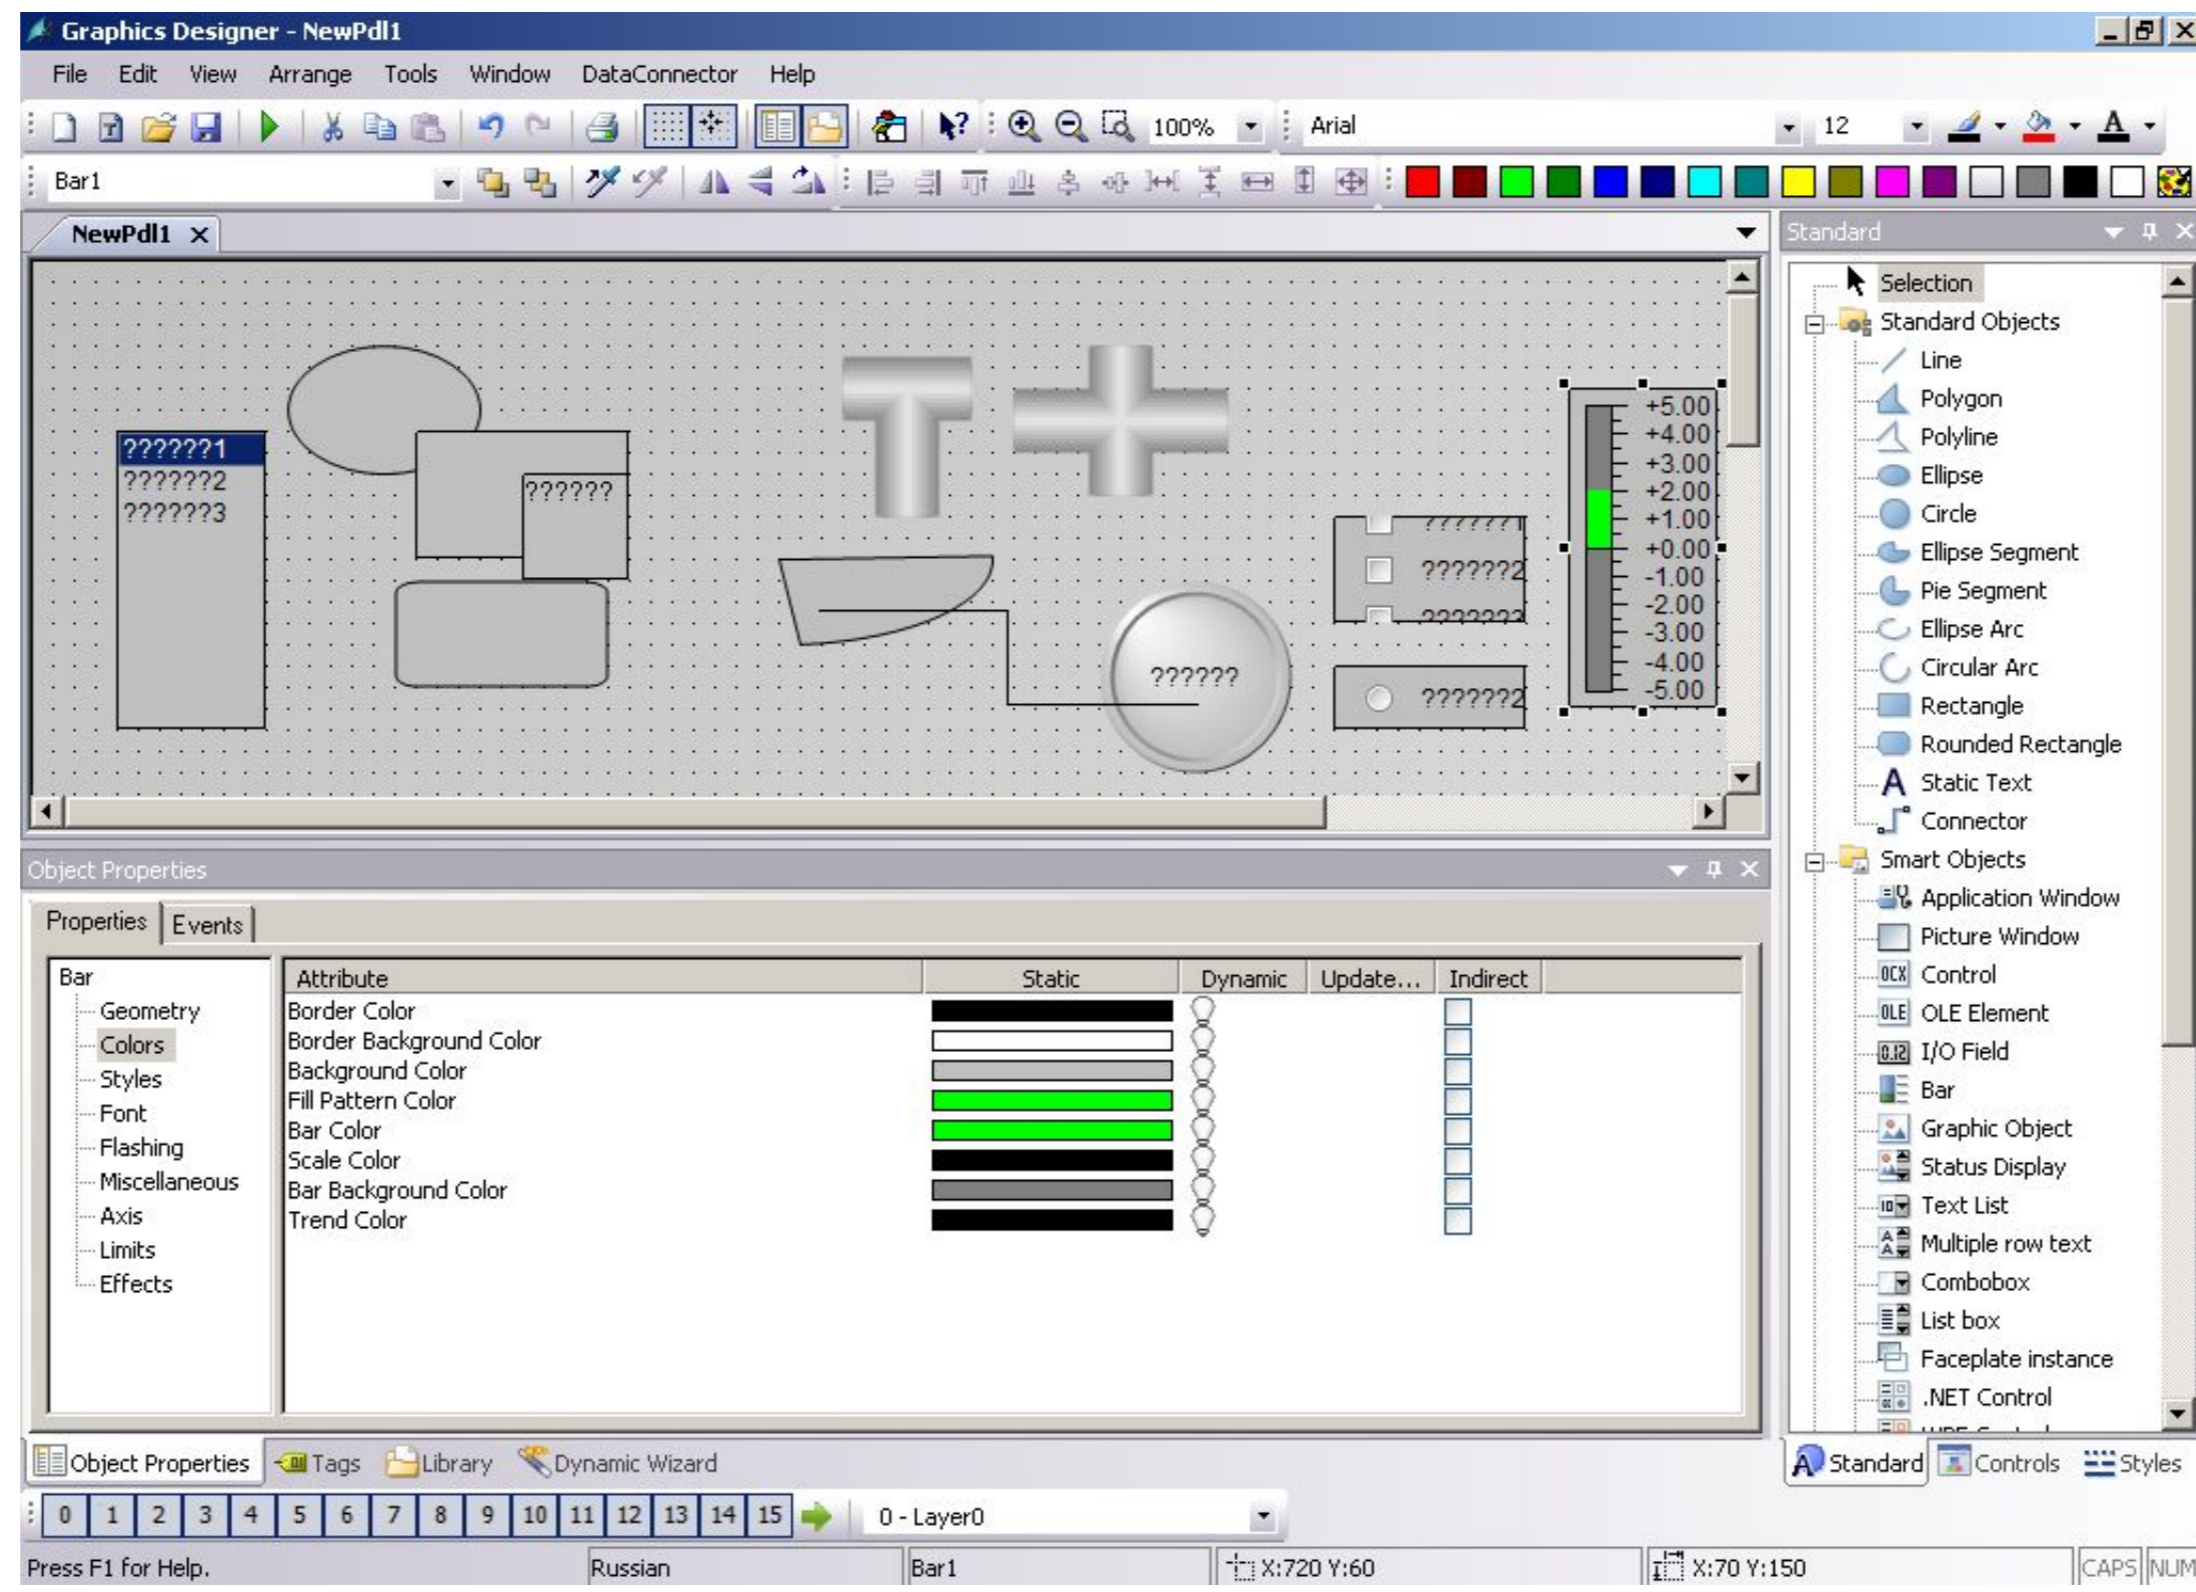 Graphics Designer - NewPdl1
File Edit View Arrange Tools Window DataConnector Help
100% Arial 12
Bar1
NewPdl1
Standard
??????1
??????2
??????3
??????
??????
??????1
??????2
??????3
??????2
+5.00
+4.00
+3.00
+2.00
+1.00
+0.00
-1.00
-2.00
-3.00
-4.00
-5.00
Selection
Standard Objects
Line
Polygon
Polyline
Ellipse
Circle
Ellipse Segment
Pie Segment
Ellipse Arc
Circular Arc
Rectangle
Rounded Rectangle
A Static Text
Connector
Smart Objects
Application Window
Picture Window
OCX Control
OLE OLE Element
0.12 I/O Field
Bar
Graphic Object
Status Display
Text List
Multiple row text
Combobox
List box
Faceplate instance
.NET Control
Object Properties
Properties Events
Bar
Geometry
Colors
Styles
Font
Flashing
Miscellaneous
Axis
Limits
Effects
Attribute Static Dynamic Update... Indirect
Border Color
Border Background Color
Background Color
Fill Pattern Color
Bar Color
Scale Color
Bar Background Color
Trend Color
Object Properties Tags Library Dynamic Wizard
Standard Controls Styles
0 1 2 3 4 5 6 7 8 9 10 11 12 13 14 15 0 - Layer0
Press F1 for Help. Russian Bar1 X:720 Y:60 X:70 Y:150 CAPS NUM